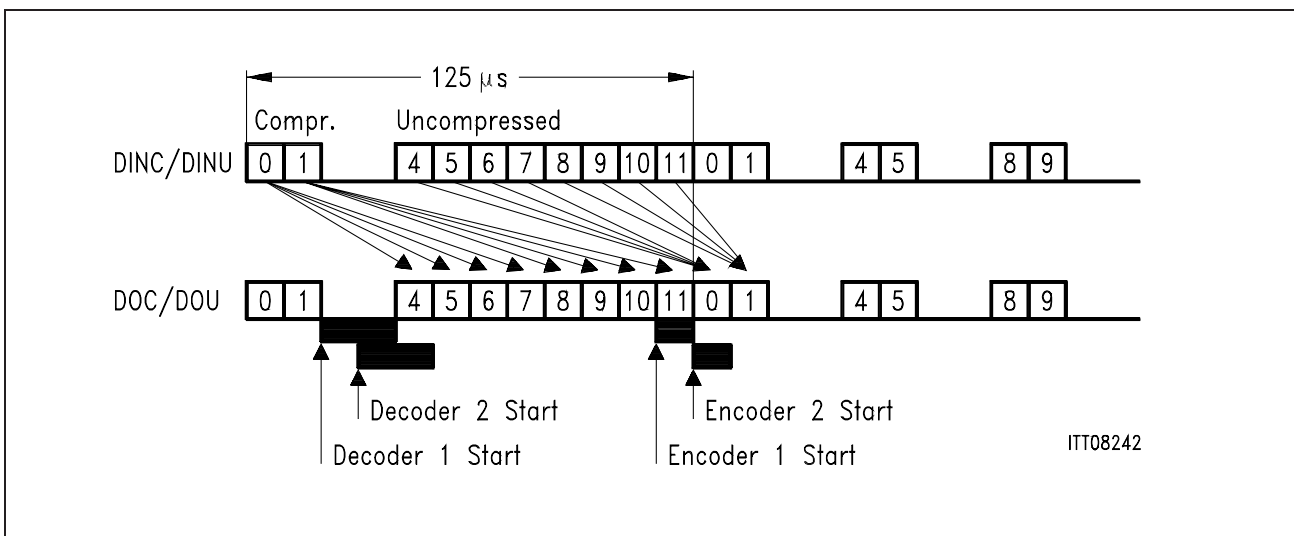 125 μs
Compr. Uncompressed
DINC/DINU 0 1 4 5 6 7 8 9 10 11 0 1 4 5 8 9
DOC/DOU 0 1 4 5 6 7 8 9 10 11 0 1 4 5 8 9
Decoder 2 Start Encoder 2 Start
Decoder 1 Start Encoder 1 Start
ITT08242